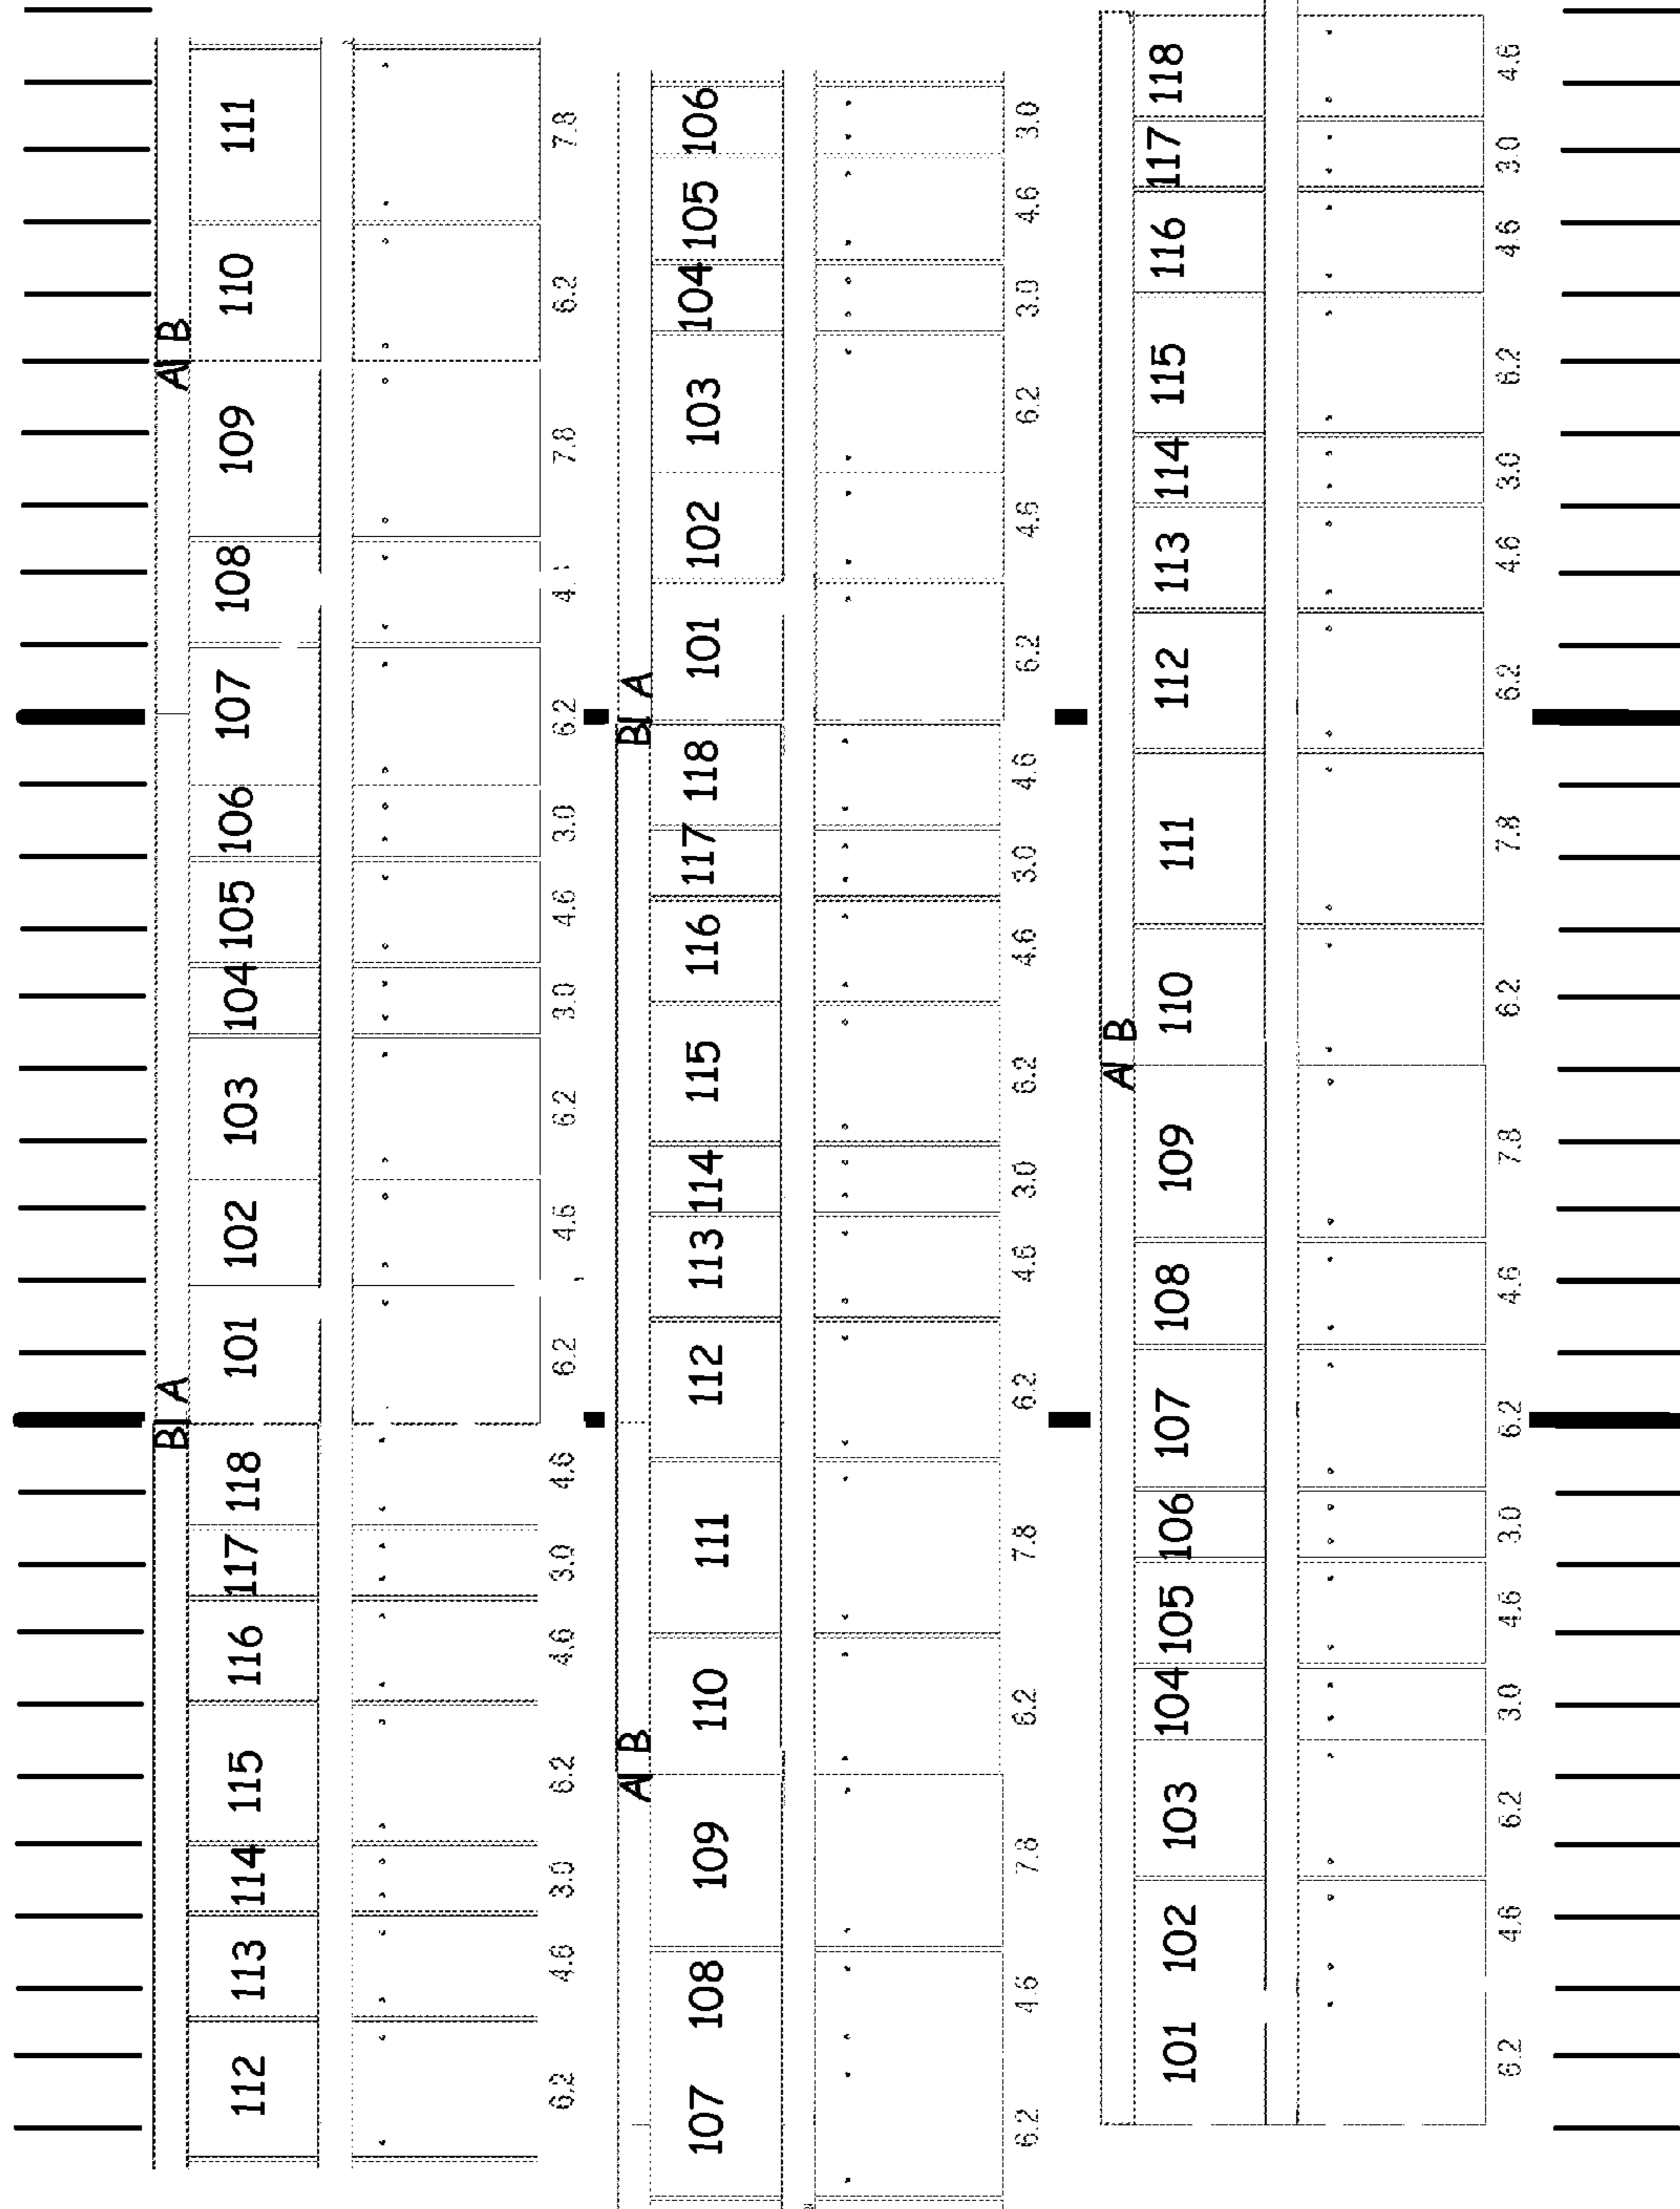 B A A B
112 113 114 115 116 117 118 101 102 103 104 105 106 107 108 109 110 111
6.2 4.6 3.0 6.2 4.6 3.0 4.6 6.2 4.6 6.2 3.0 4.6 3.0 6.2 7.8 6.2 7.8
A B B A
107 108 109 110 111 112 113 114 115 116 117 118 101 102 103 104 105 106
6.2 4.6 7.8 6.2 7.8 6.2 4.6 3.0 6.2 4.6 3.0 4.6 6.2 4.6 6.2 3.0 4.6 3.0
A B
101 102 103 104 105 106 107 108 109 110 111 112 113 114 115 116 117 118
6.2 4.6 6.2 3.0 4.6 3.0 6.2 4.6 7.8 6.2 7.8 6.2 4.6 3.0 6.2 4.6 3.0 4.6